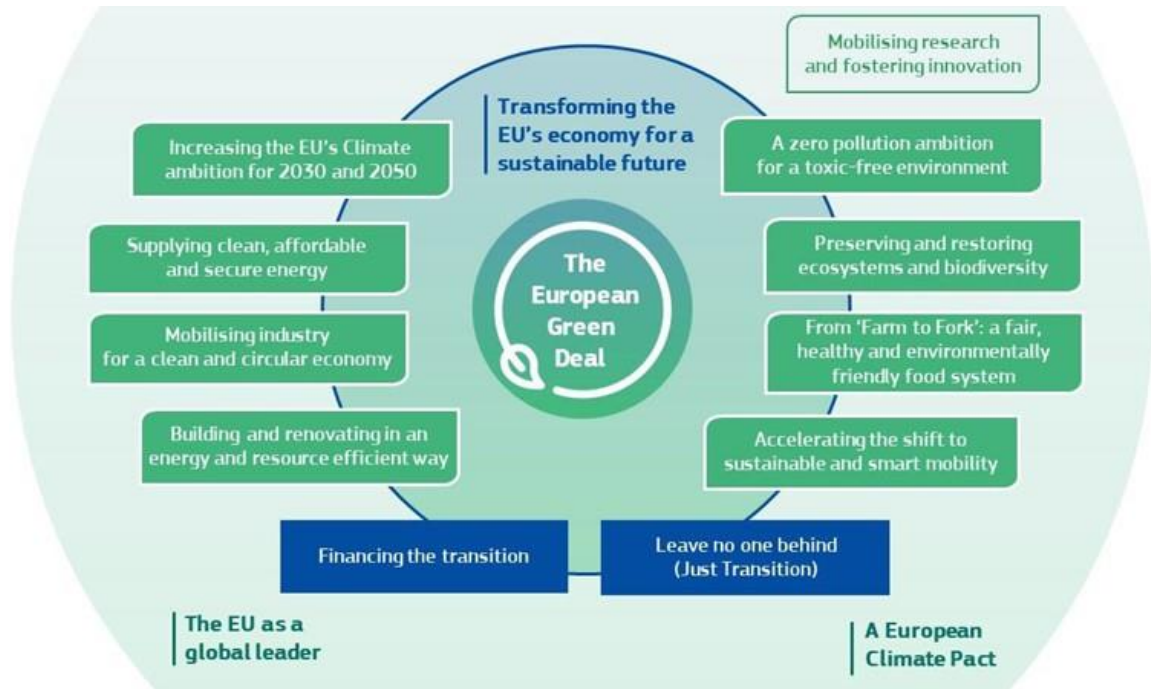 Mobilising research
and fostering innovation
Transforming the
EU's economy for a
sustainable future
Increasing the EU's Climate
ambition for 2030 and 2050
A zero pollution ambition
for a toxic-free environment
Supplying clean, affordable
and secure energy
Preserving and restoring
ecosystems and biodiversity
The
European
Green
Deal
Mobilising industry
for a clean and circular economy
From 'Farm to Fork': a fair,
healthy and environmentally
friendly food system
Building and renovating in an
energy and resource efficient way
Accelerating the shift to
sustainable and smart mobility
Financing the transition
Leave no one behind
(Just Transition)
The EU as a
global leader
A European
Climate Pact